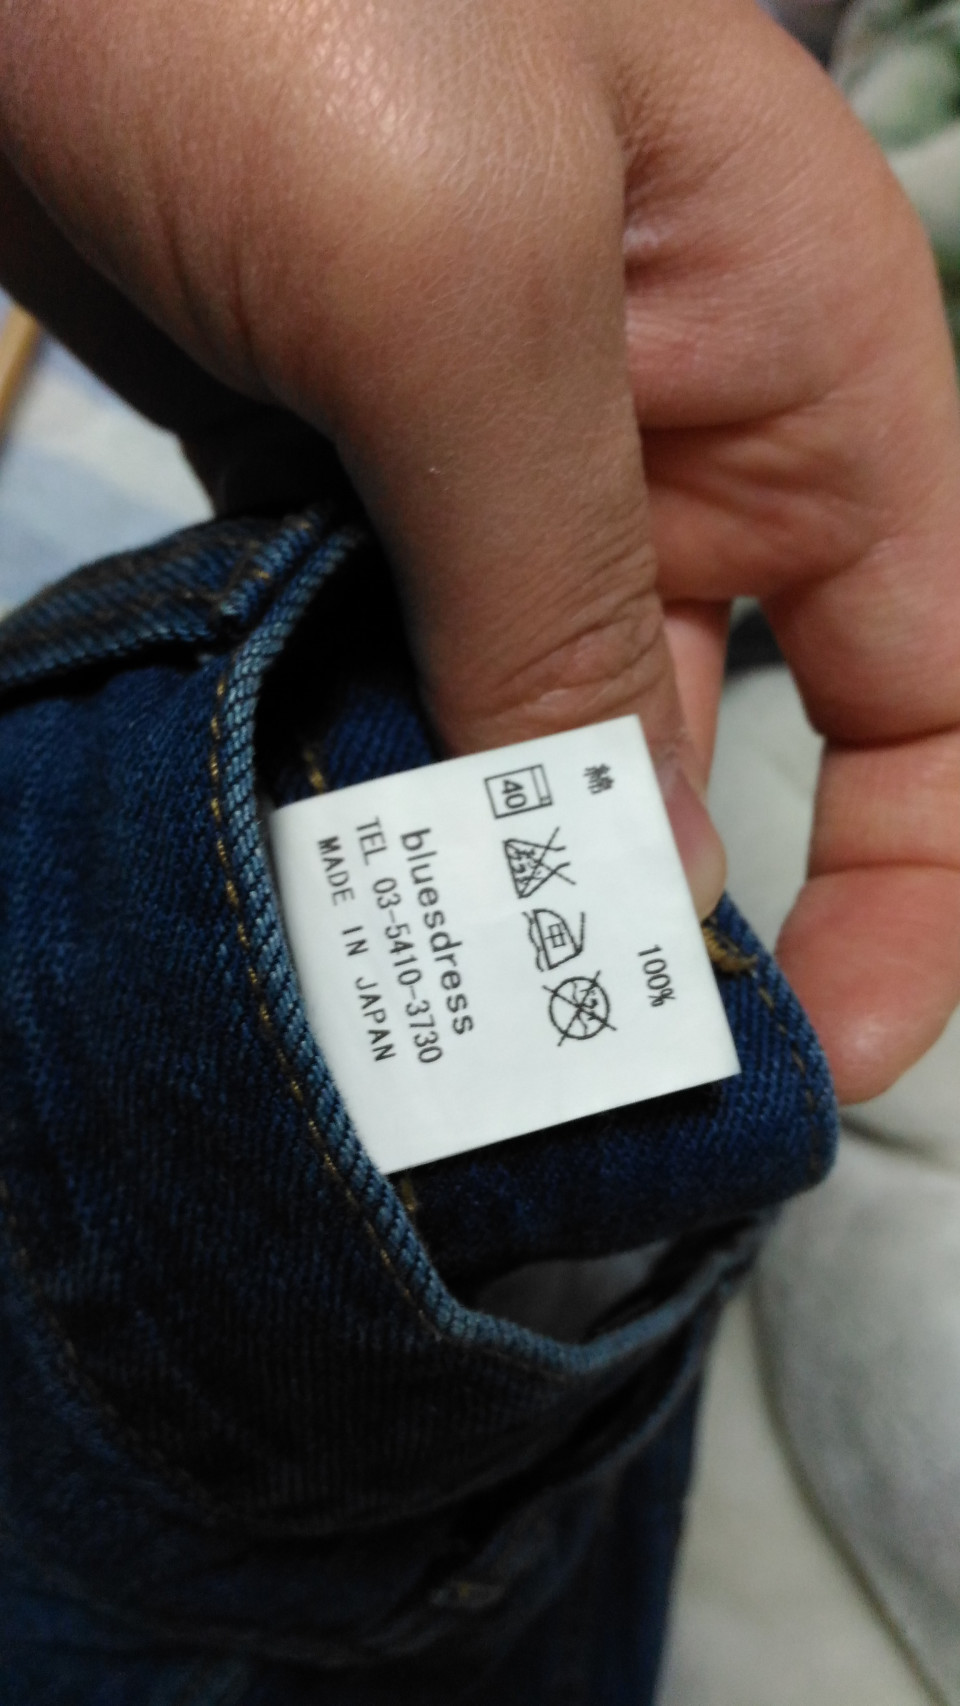 綿 100%
40
bluesdress
TEL 03-5410-3730
MADE IN JAPAN